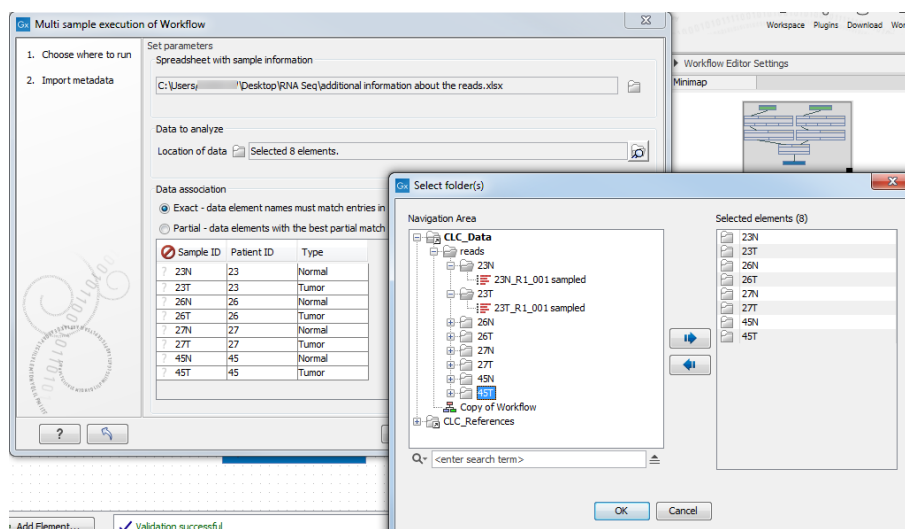 Multi sample execution of Workflow
1. Choose where to run
2. Import metadata
Set parameters
Spreadsheet with sample information
C:\Users\ \Desktop\RNA Seq\additional information about the reads.xlsx
Data to analyze
Location of data Selected 8 elements.
Data association
Exact - data element names must match entries in
Partial - data elements with the best partial match
Sample ID Patient ID Type
? 23N 23 Normal
? 23T 23 Tumor
? 26N 26 Normal
? 26T 26 Tumor
? 27N 27 Normal
? 27T 27 Tumor
? 45N 45 Normal
? 45T 45 Tumor
?
Workspace Plugins Download
Workflow Editor Settings
Minimap
Gx Select folder(s)
Navigation Area
CLC_Data
reads
23N
23N_R1_001 sampled
23T
23T_R1_001 sampled
26N
26T
27N
27T
45N
45T
Copy of Workflow
CLC_References
<enter search term>
Selected elements (8)
23N
23T
26N
26T
27N
27T
45N
45T
OK Cancel
Add Element...
Validation successful